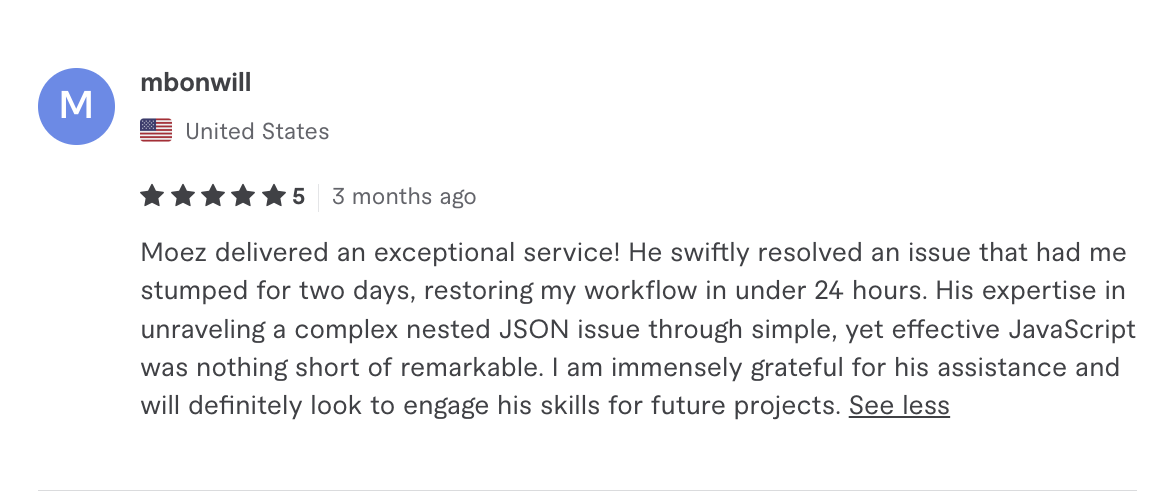 M
mbonwill
United States
5
3 months ago
Moez delivered an exceptional service! He swiftly resolved an issue that had me
stumped for two days, restoring my workflow in under 24 hours. His expertise in
unraveling a complex nested JSON issue through simple, yet effective JavaScript
was nothing short of remarkable. I am immensely grateful for his assistance and
will definitely look to engage his skills for future projects. See less